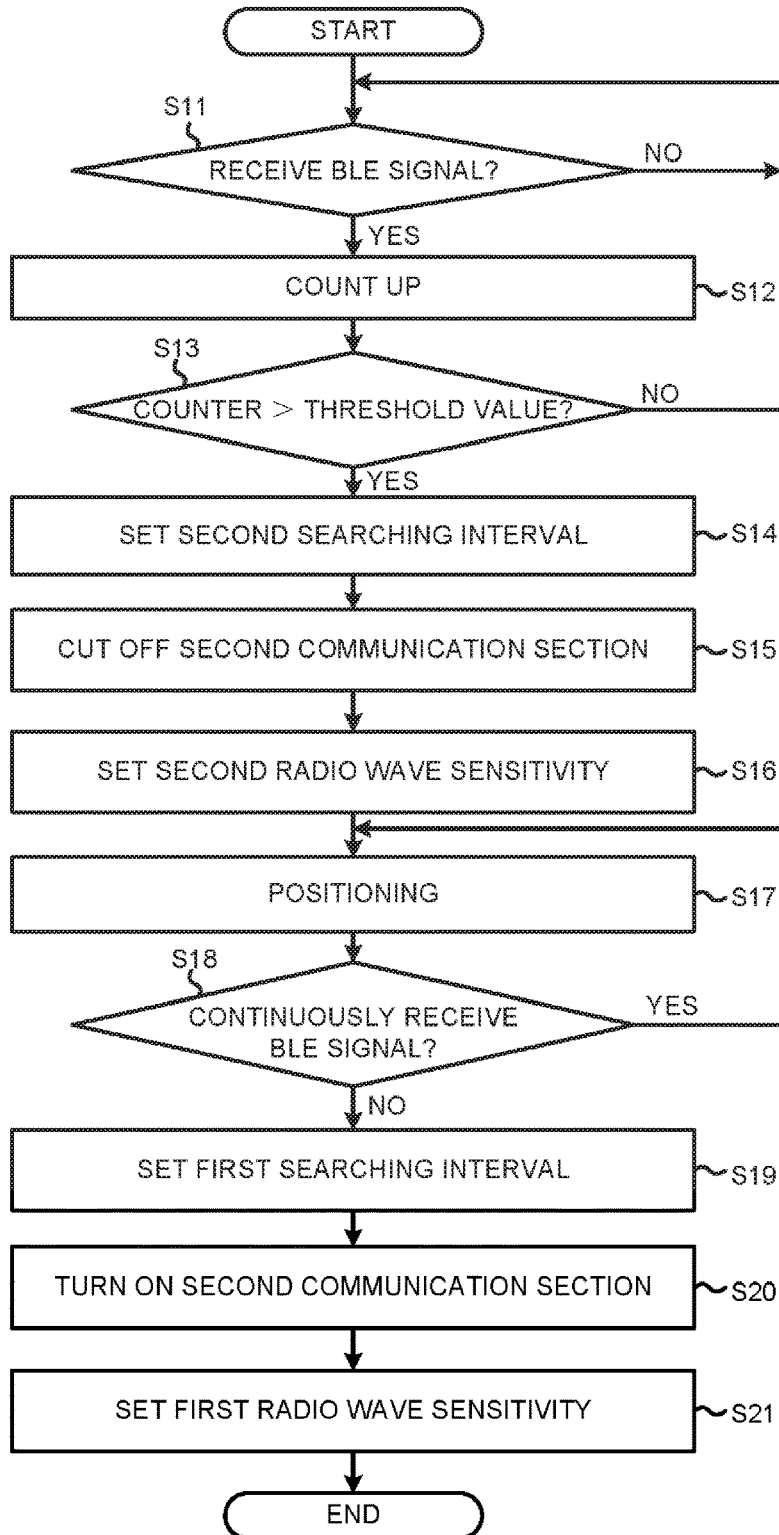 START
S11
RECEIVE BLE SIGNAL?
NO
YES
COUNT UP
S12
S13
COUNTER > THRESHOLD VALUE?
NO
YES
SET SECOND SEARCHING INTERVAL
S14
CUT OFF SECOND COMMUNICATION SECTION
S15
SET SECOND RADIO WAVE SENSITIVITY
S16
POSITIONING
S17
S18
CONTINUOUSLY RECEIVE
BLE SIGNAL?
YES
NO
SET FIRST SEARCHING INTERVAL
S19
TURN ON SECOND COMMUNICATION SECTION
S20
SET FIRST RADIO WAVE SENSITIVITY
S21
END